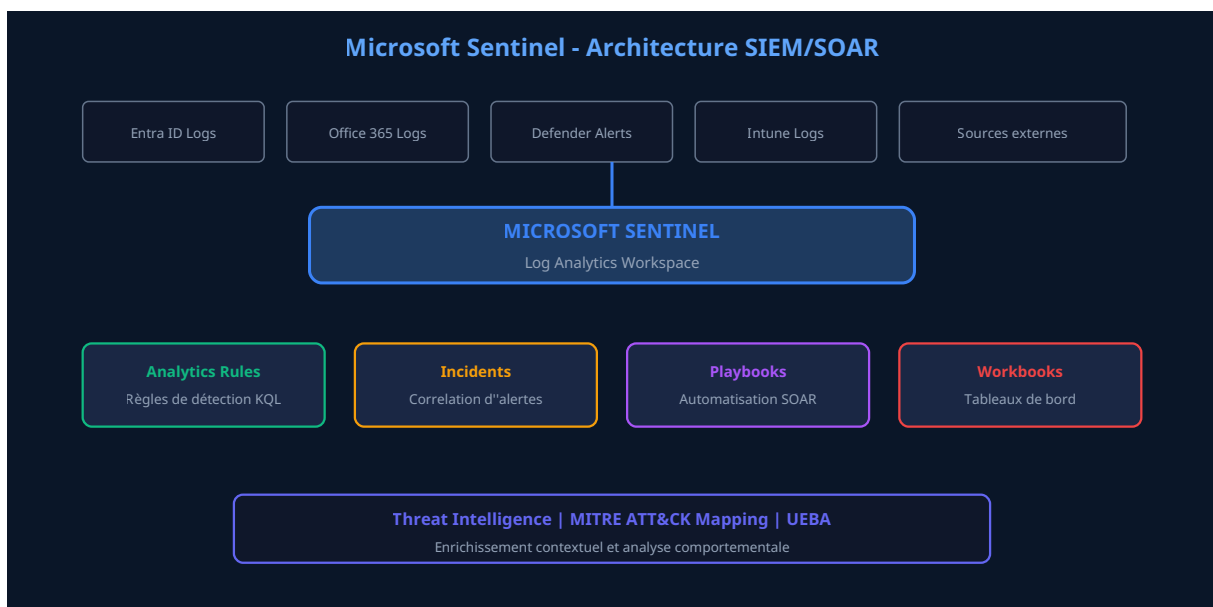 Microsoft Sentinel - Architecture SIEM/SOAR
Entra ID Logs
Office 365 Logs
Defender Alerts
Intune Logs
Sources externes
MICROSOFT SENTINEL
Log Analytics Workspace
Analytics Rules
Règles de détection KQL
Incidents
Correlation d''alertes
Playbooks
Automatisation SOAR
Workbooks
Tableaux de bord
Threat Intelligence | MITRE ATT&CK Mapping | UEBA
Enrichissement contextuel et analyse comportementale